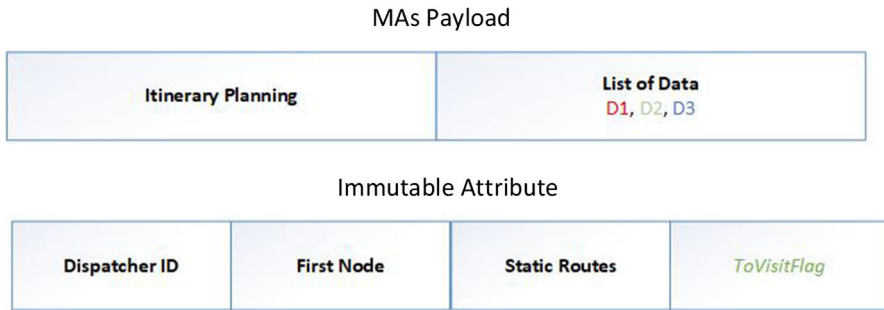 MAs Payload
Itinerary Planning
List of Data
D1, D2, D3
Immutable Attribute
Dispatcher ID
First Node
Static Routes
ToVisitFlag